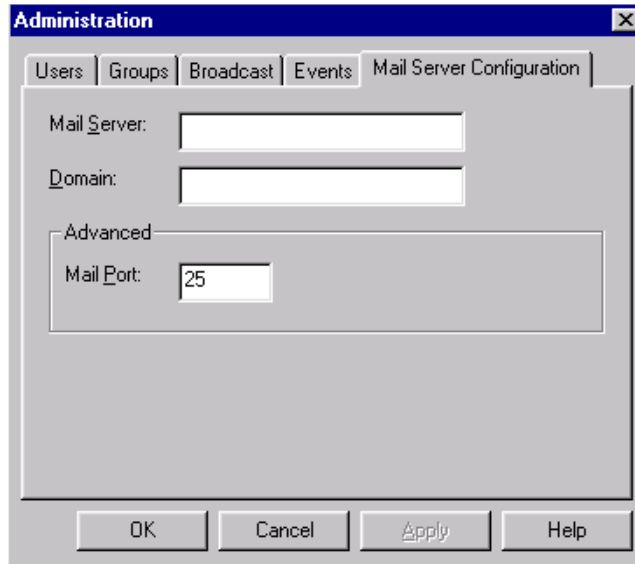 Administration
Users Groups Broadcast Events Mail Server Configuration
Mail Server:
Domain:
Advanced
Mail Port: 25
OK Cancel Apply Help